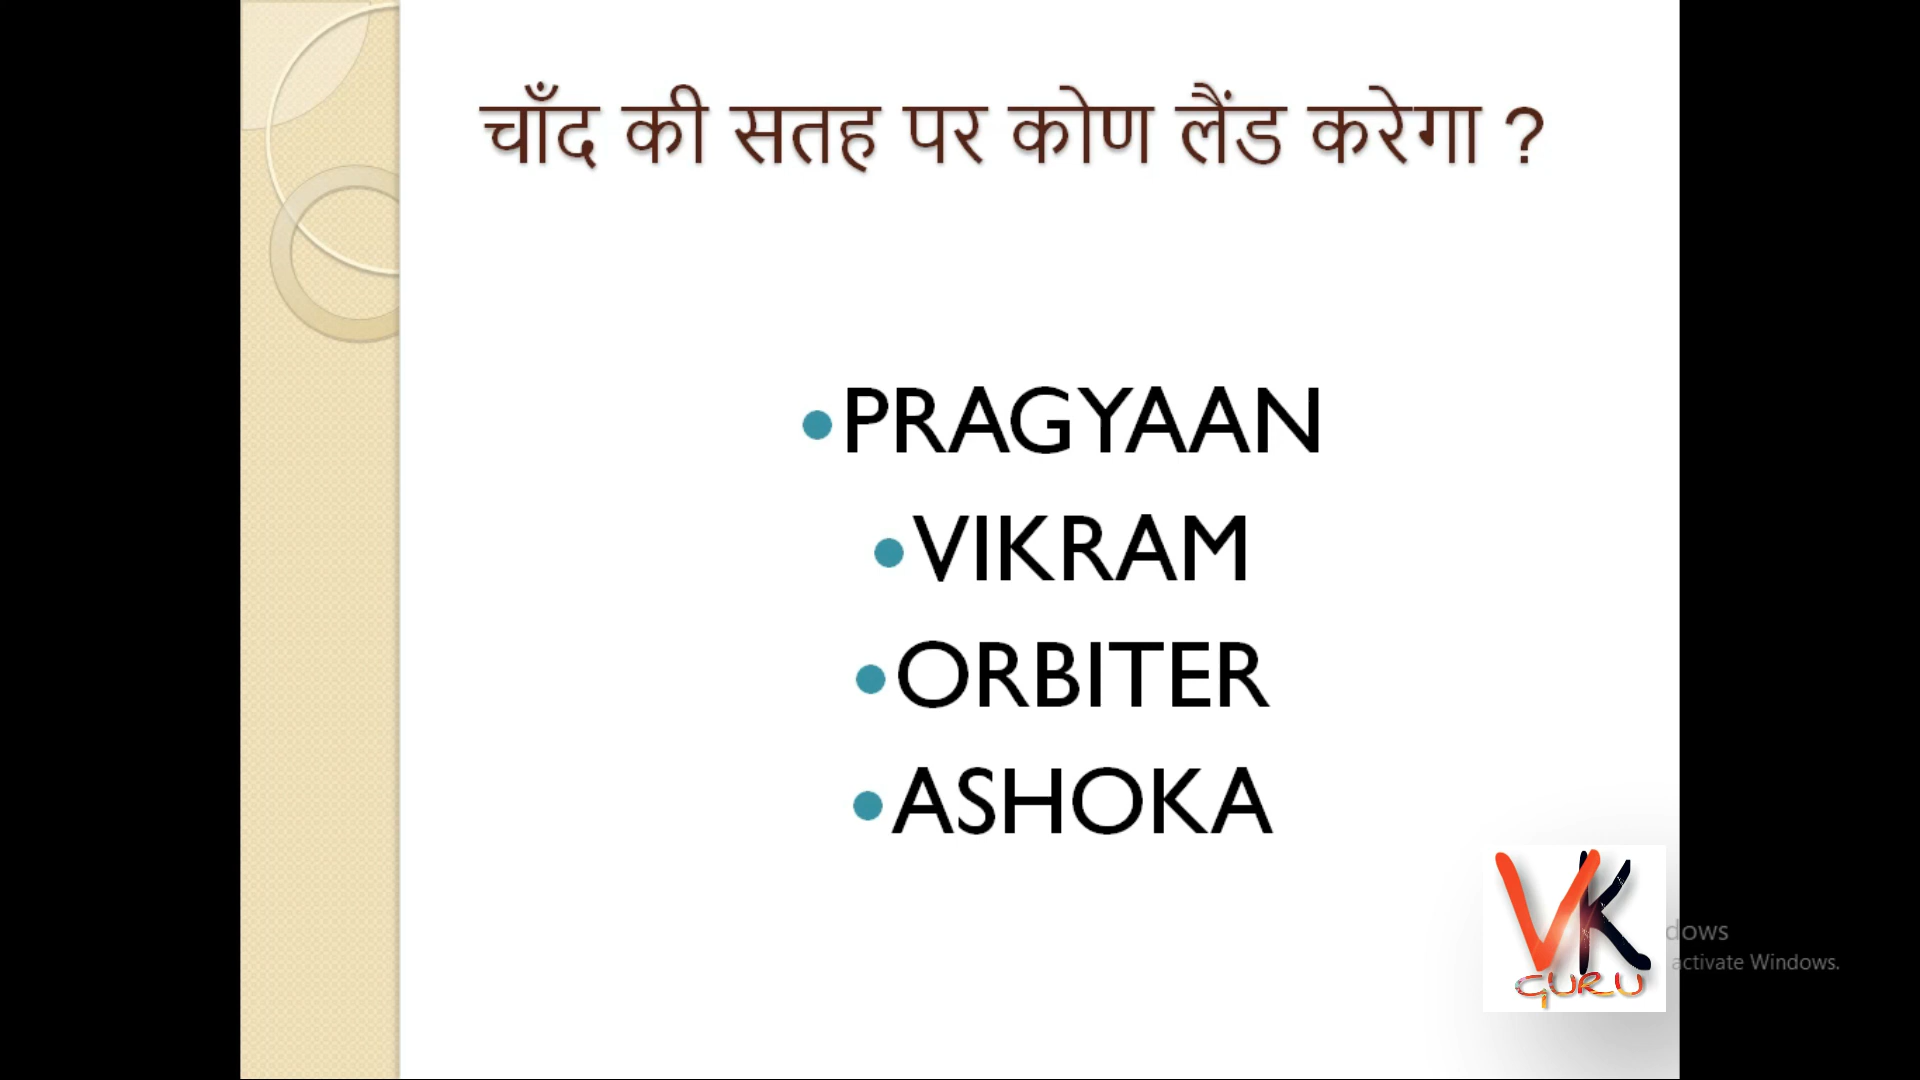 चाँद की सतह पर कोण लैंड करेगा ?
PRAGYAAN
VIKRAM
ORBITER
ASHOKA
VK
GURU
dows
activate Windows.